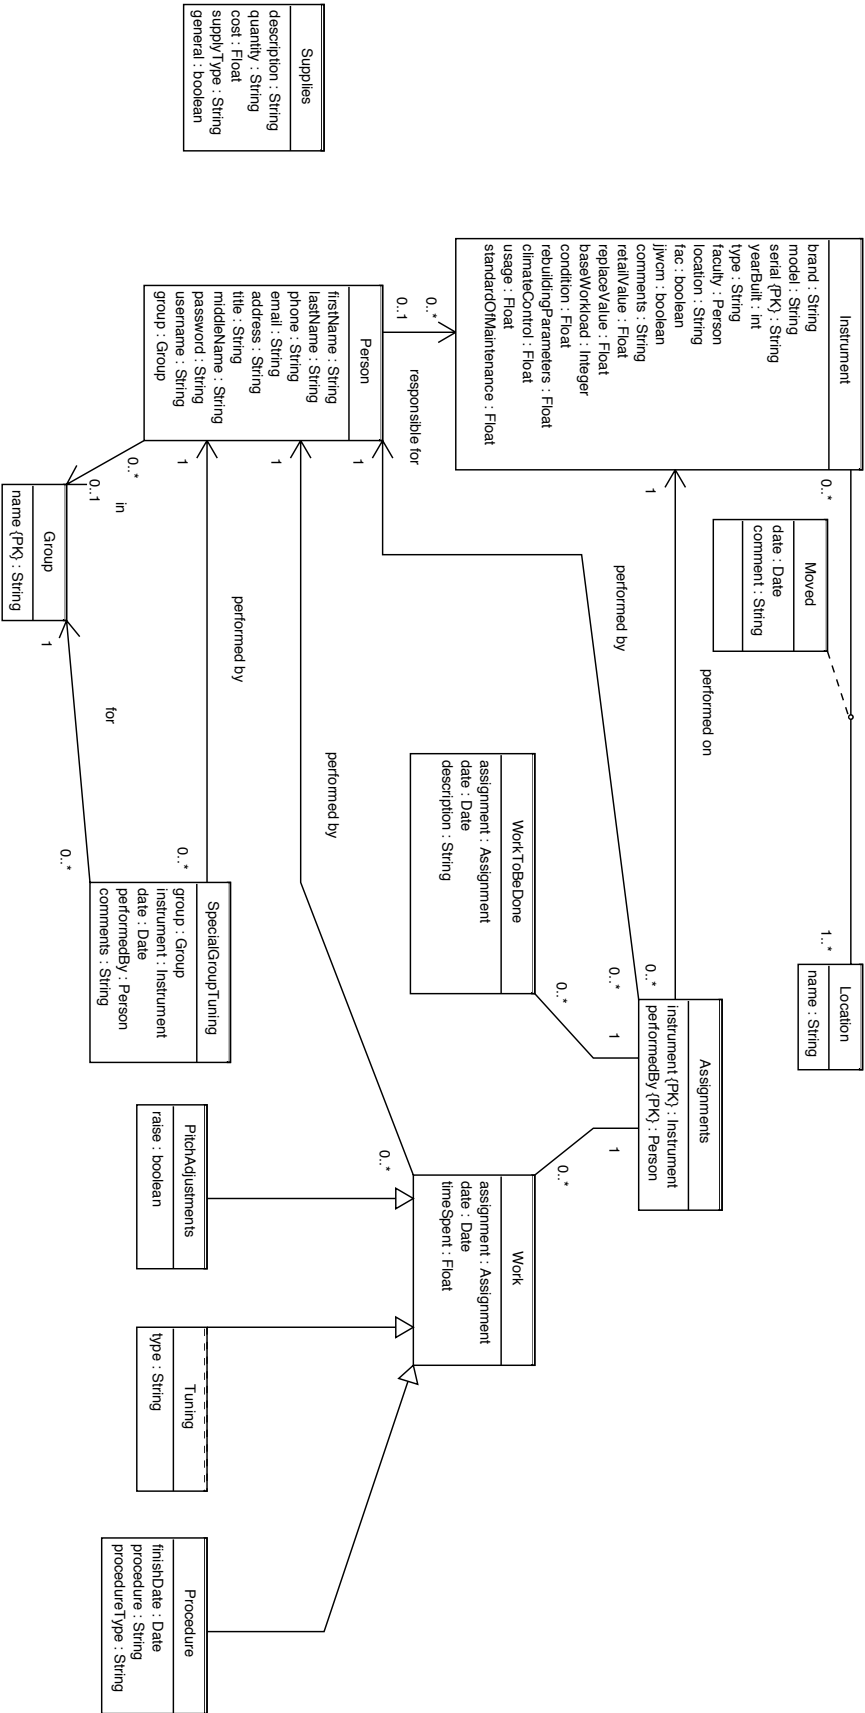 Supplies
description : String
quantity : String
cost : Float
supplyType : String
general : boolean
Instrument
brand : String
model : String
serial {PK} : String
yearBuilt : int
type : String
faculty : Person
location : String
fac : boolean
jjwcm : boolean
comments : String
retailValue : Float
replaceValue : Float
baseWorkload : Integer
condition : Float
rebuildingParameters : Float
climateControl : Float
usage : Float
standardOfMaintenance : Float
0..*
1..*
Location
name : String
Moved
date : Date
comment : String
1
performed on
0..*
Assignments
instrument {PK} : Instrument
performedBy {PK} : Person
0..*
0..1
responsible for
Person
firstName : String
lastName : String
phone : String
email : String
address : String
title : String
middleName : String
password : String
username : String
group : Group
1
performed by
0..*
WorkToBeDone
assignment : Assignment
date : Date
description : String
0..*
1
1
0..*
Work
assignment : Assignment
date : Date
timeSpent : Float
1
performed by
0..*
1
performed by
0..*
SpecialGroupTuning
group : Group
instrument : Instrument
date : Date
performedBy : Person
comments : String
0..*
0..1
in
Group
name {PK} : String
1
for
0..*
PitchAdjustments
raise : boolean
Tuning
type : String
Procedure
finishDate : Date
procedure : String
procedureType : String